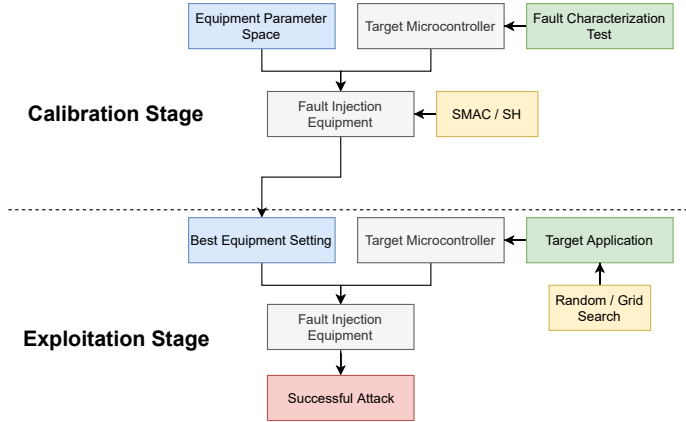 Equipment Parameter
Space
Target Microcontroller
Fault Characterization
Test
Calibration Stage
Fault Injection
Equipment
SMAC / SH
Best Equipment Setting
Target Microcontroller
Target Application
Exploitation Stage
Fault Injection
Equipment
Random / Grid
Search
Successful Attack